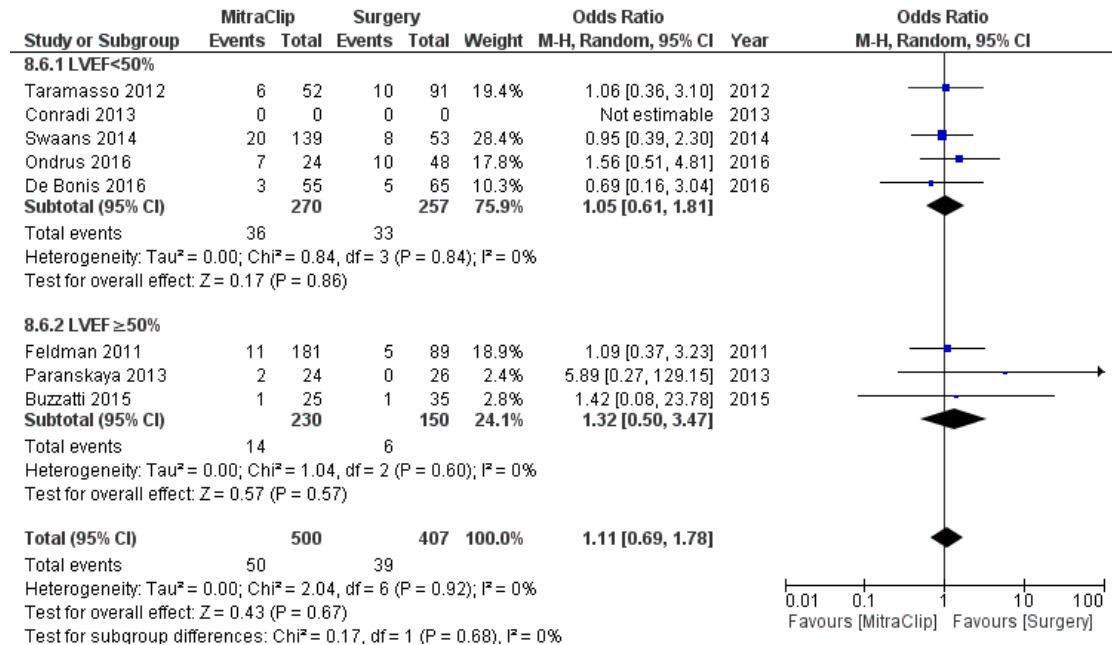 MitraClip Surgery Odds Ratio Odds Ratio
Study or Subgroup Events Total Events Total Weight M-H, Random, 95% CI Year M-H, Random, 95% CI
8.6.1 LVEF<50%
Taramasso 2012 6 52 10 91 19.4% 1.06 [0.36, 3.10] 2012
Conradi 2013 0 0 0 0 Not estimable 2013
Swaans 2014 20 139 8 53 28.4% 0.95 [0.39, 2.30] 2014
Ondrus 2016 7 24 10 48 17.8% 1.56 [0.51, 4.81] 2016
De Bonis 2016 3 55 5 65 10.3% 0.69 [0.16, 3.04] 2016
Subtotal (95% CI) 270 257 75.9% 1.05 [0.61, 1.81]
Total events 36 33
Heterogeneity: Tau² = 0.00; Chi² = 0.84, df = 3 (P = 0.84); I² = 0%
Test for overall effect: Z = 0.17 (P = 0.86)
8.6.2 LVEF ≥50%
Feldman 2011 11 181 5 89 18.9% 1.09 [0.37, 3.23] 2011
Paranskaya 2013 2 24 0 26 2.4% 5.89 [0.27, 129.15] 2013
Buzzatti 2015 1 25 1 35 2.8% 1.42 [0.08, 23.78] 2015
Subtotal (95% CI) 230 150 24.1% 1.32 [0.50, 3.47]
Total events 14 6
Heterogeneity: Tau² = 0.00; Chi² = 1.04, df = 2 (P = 0.60); I² = 0%
Test for overall effect: Z = 0.57 (P = 0.57)
Total (95% CI) 500 407 100.0% 1.11 [0.69, 1.78]
Total events 50 39
Heterogeneity: Tau² = 0.00; Chi² = 2.04, df = 6 (P = 0.92); I² = 0%
Test for overall effect: Z = 0.43 (P = 0.67)
Test for subgroup differences: Chi² = 0.17, df = 1 (P = 0.68), I² = 0%
0.01 0.1 1 10 100
Favours [MitraClip] Favours [Surgery]